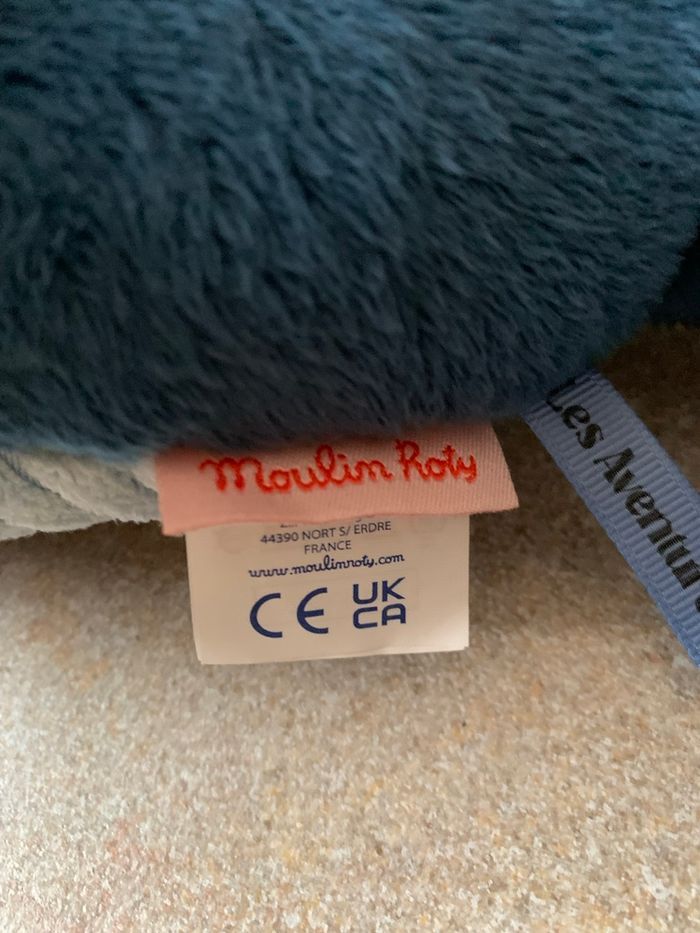 Moulin Roty
44390 NORT S/ ERDRE
FRANCE
www.moulinroty.com
CE UK
CA
Les Aventu